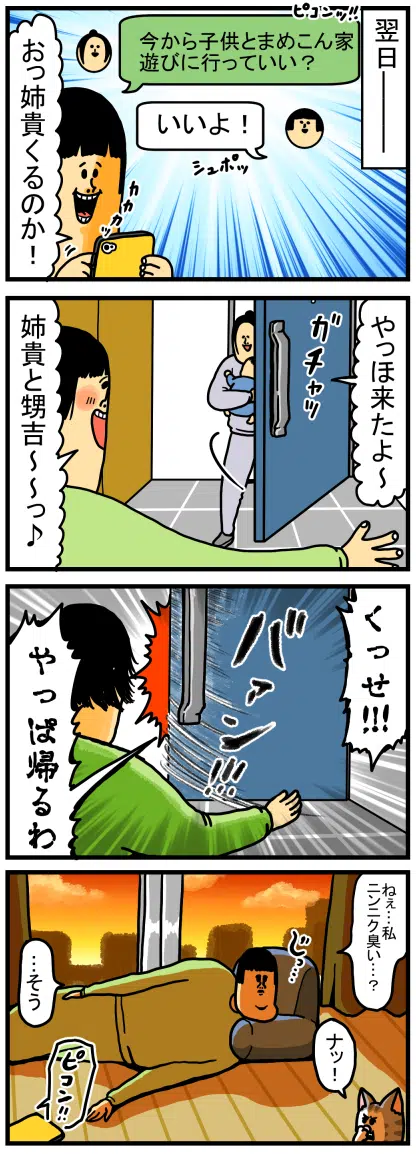 翌日───
ピコンッ!!
今から子供とまめこん家
遊びに行っていい？
いいよ！
シュポッ
カカカカッ
おっ姉貴くるのか！
やっほ来たよ〜
ガチャッ
姉貴と甥吉〜〜っ♪
くっせ!!!
バァン!!!
やっぱ帰るわ
ねぇ…私
ニンニク臭い…？
じっ…
ナッ！
…そう
ピコン!!